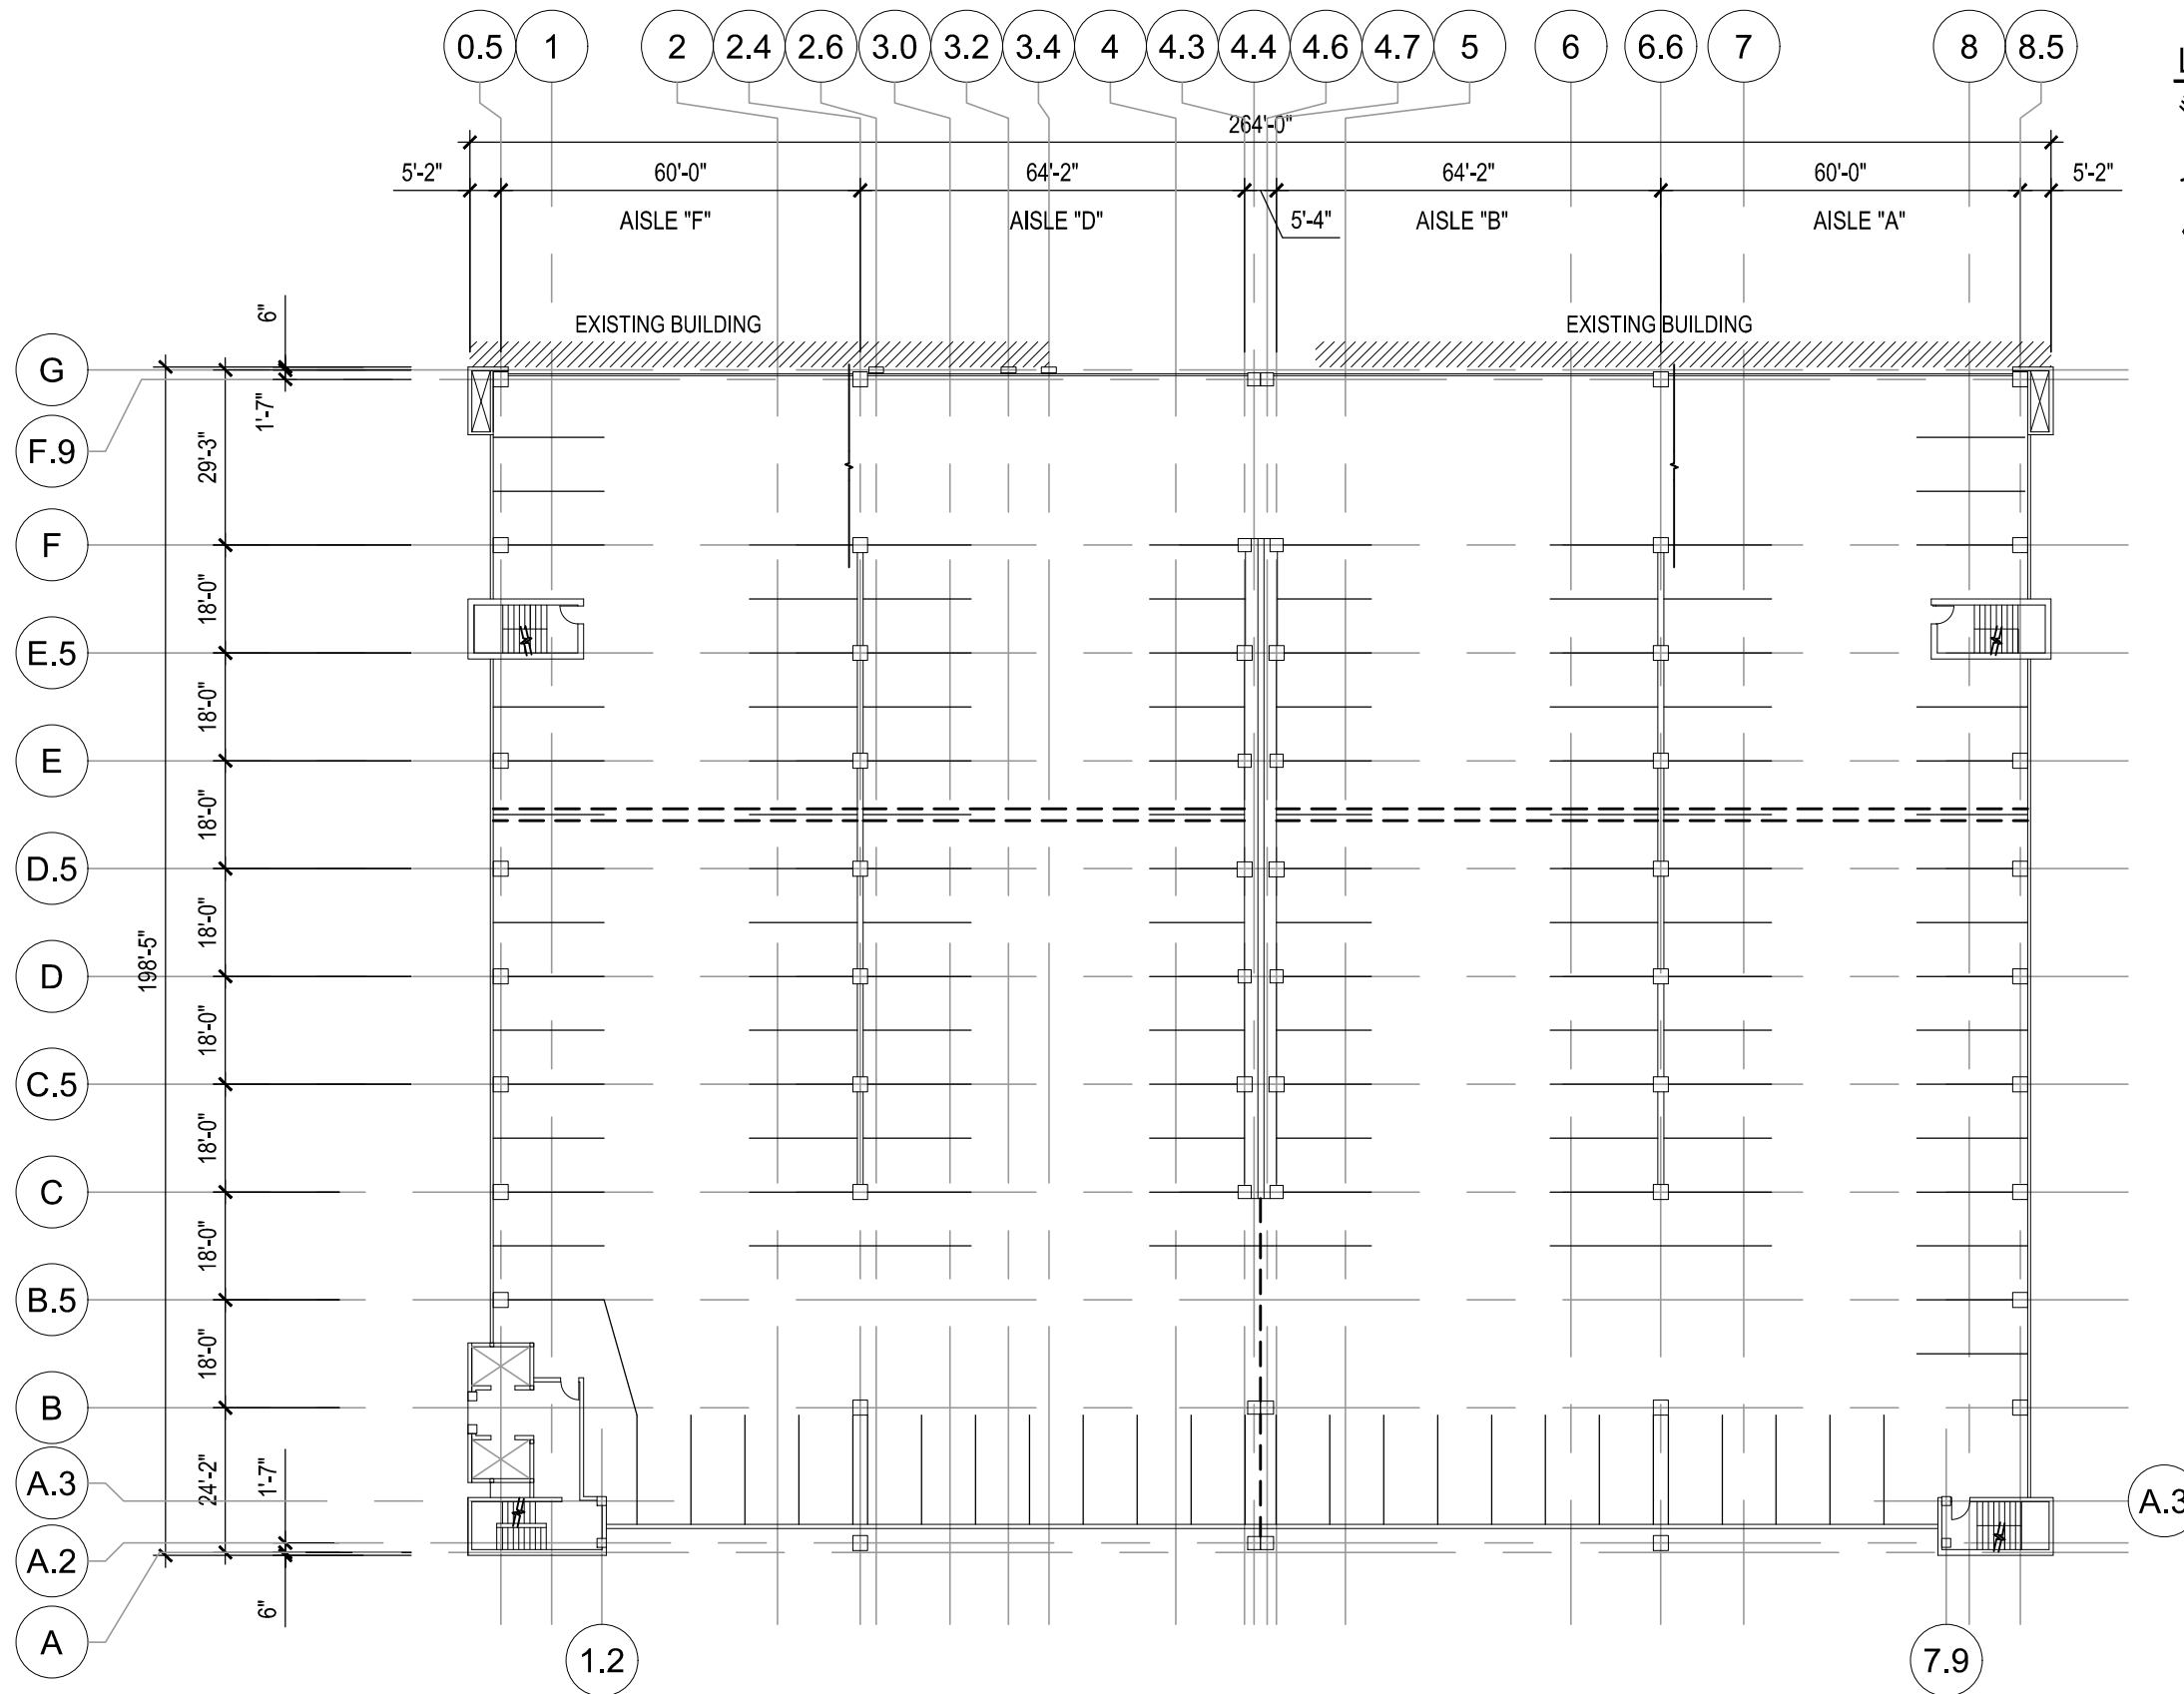 0.5 1 2 2.4 2.6 3.0 3.2 3.4 4 4.3 4.4 4.6 4.7 5 6 6.6 7 8 8.5
264'-0"
5'-2" 60'-0" 64'-2" 64'-2" 60'-0" 5'-2"
AISLE "F" AISLE "D" 5'-4" AISLE "B" AISLE "A"
EXISTING BUILDING EXISTING BUILDING
6"
G
1'-7"
F.9
29'-3"
F
18'-0"
E.5
18'-0"
E
18'-0"
D.5
18'-0"
198'-5"
D
18'-0"
C.5
18'-0"
C
18'-0"
B.5
18'-0"
B
A.3
24'-2"
1'-7"
A.3
A.2
6"
A
1.2 7.9